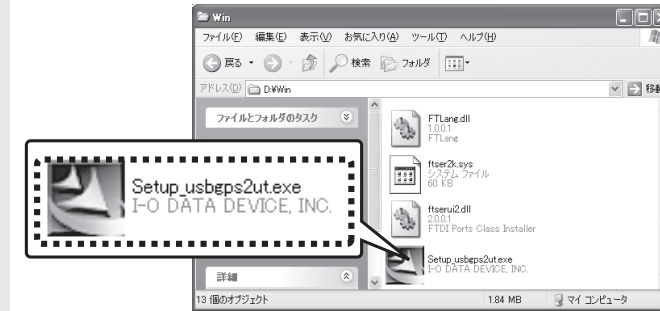 Win
ファイル(F) 編集(E) 表示(V) お気に入り(A) ツール(T) ヘルプ(H)
戻る 検索 フォルダ
アドレス(D) D:¥Win 移動
ファイルとフォルダのタスク
FTLang.dll
1.0.0.1
FTLang
ftser2k.sys
システム ファイル
60 KB
ftserui2.dll
2.0.0.1
FTDI Ports Class Installer
Setup_usbgps2ut.exe
I-O DATA DEVICE, INC.
Setup_usbgps2ut.exe
I-O DATA DEVICE, INC.
詳細
13 個のオブジェクト 1.84 MB マイ コンピュータ